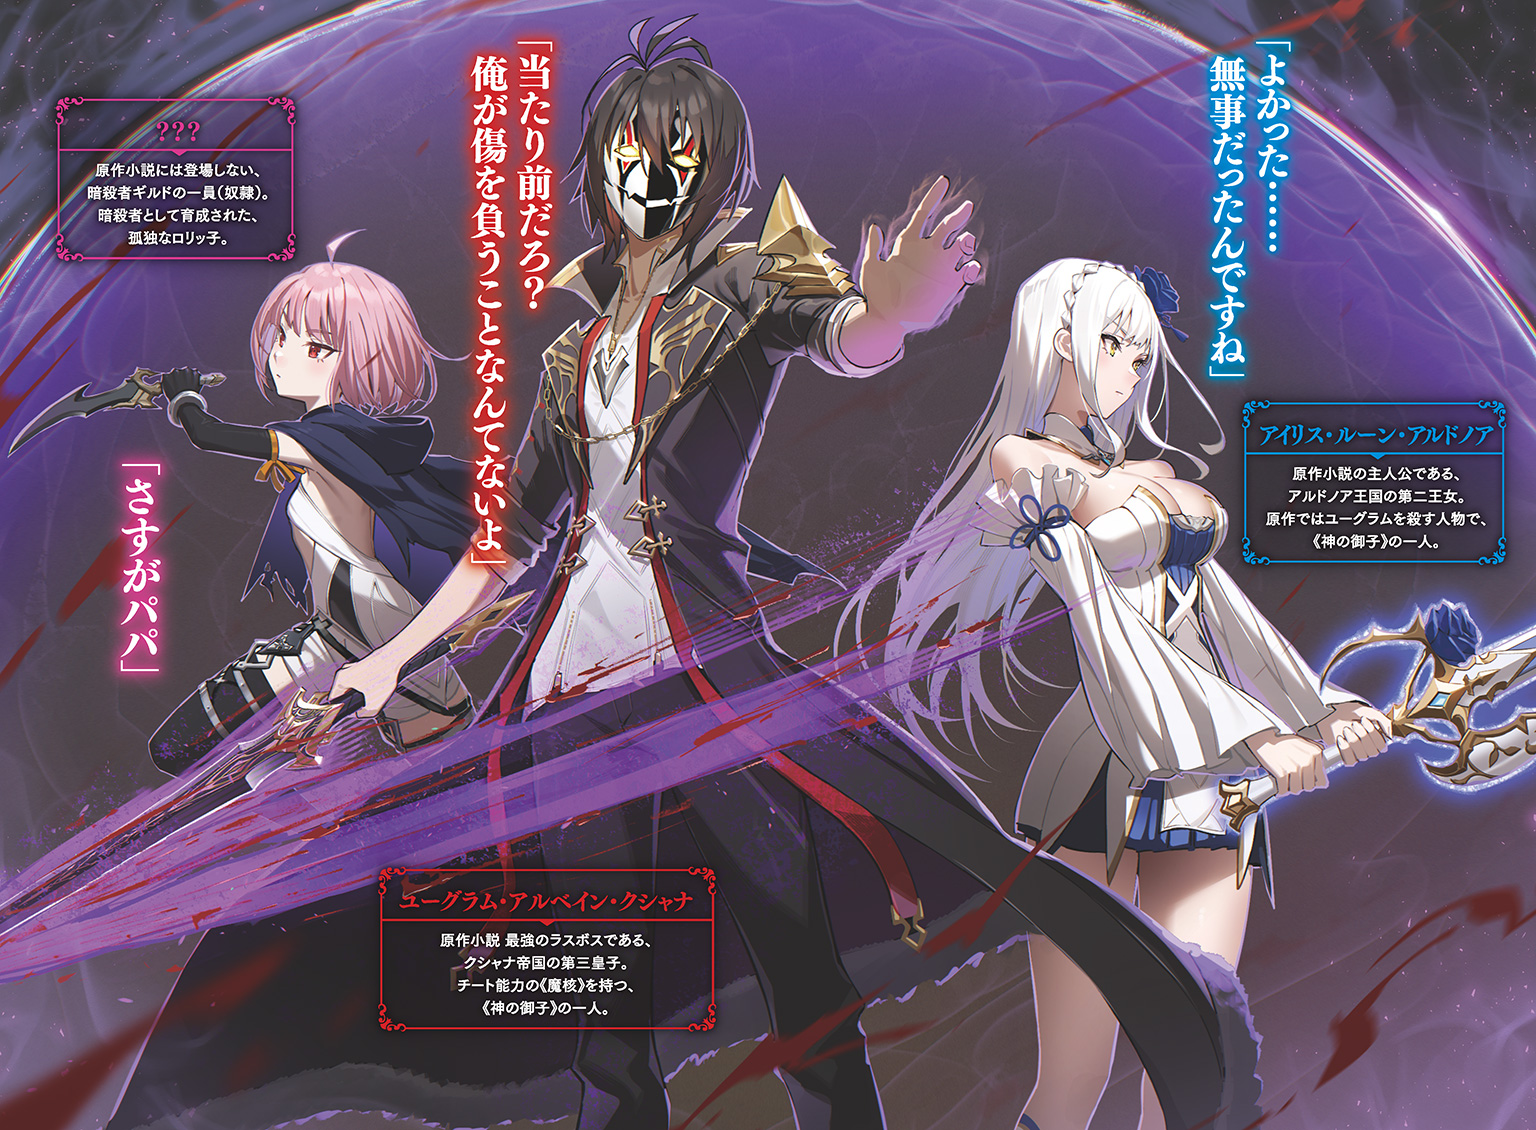 「よかった……
無事だったんですね」
アイリス・ルーン・アルドノア
原作小説の主人公である、
アルドノア王国の第二王女。
原作ではユーグラムを殺す人物で、
《神の御子》の一人。
「当たり前だろ？
俺が傷を負うことなんてないよ」
ユーグラム・アルベイン・クシャナ
原作小説 最強のラスボスである、
クシャナ帝国の第三皇子。
チート能力の《魔核》を持つ、
《神の御子》の一人。
???
原作小説には登場しない、
暗殺者ギルドの一員（奴隷）。
暗殺者として育成された、
孤独なロリッ子。
「さすがパパ」